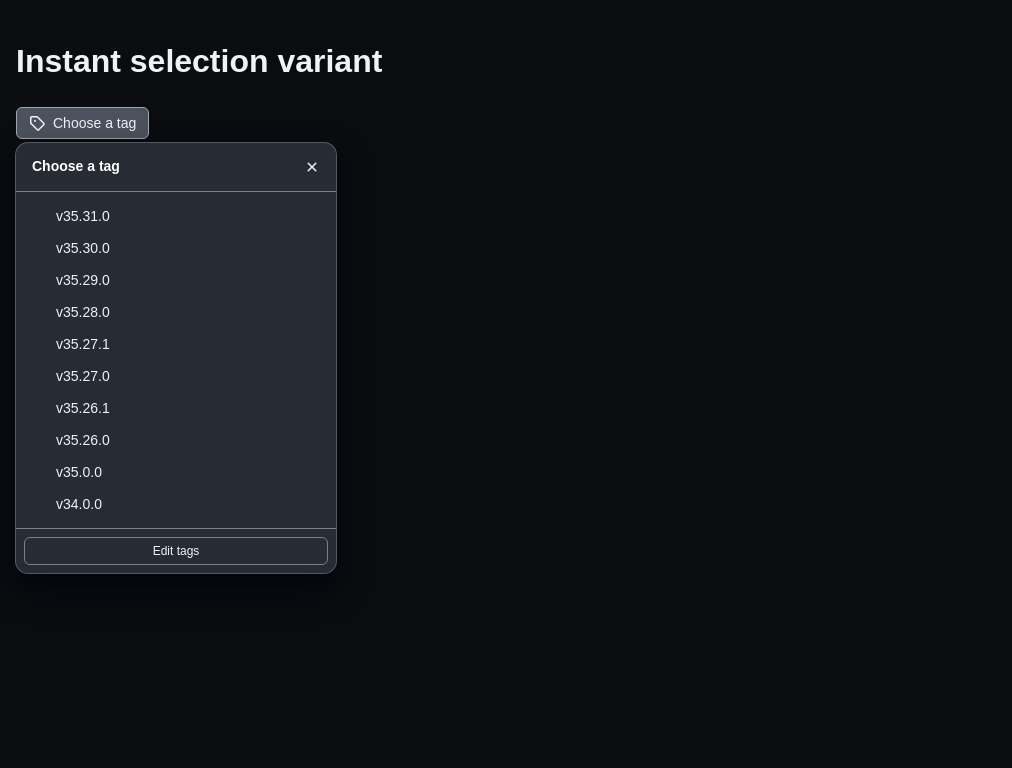 Instant selection variant
Choose a tag
Choose a tag
v35.31.0
v35.30.0
v35.29.0
v35.28.0
v35.27.1
v35.27.0
v35.26.1
v35.26.0
v35.0.0
v34.0.0
Edit tags